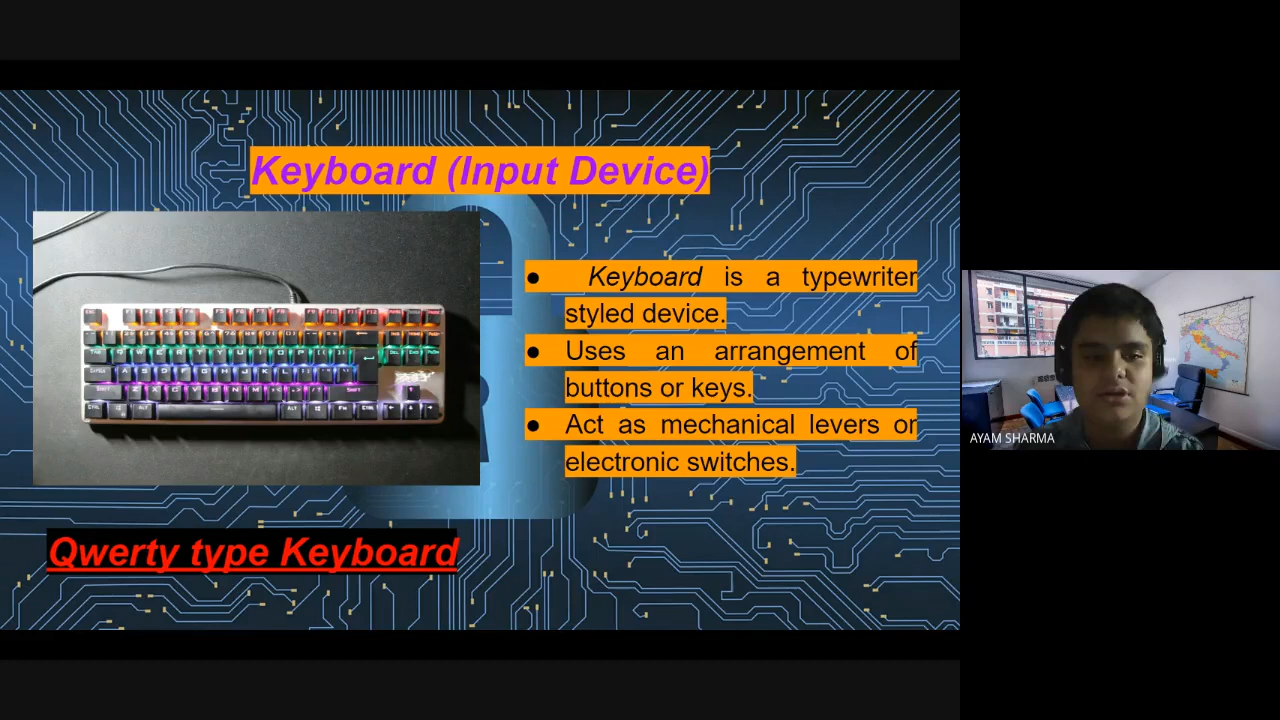 Keyboard (Input Device)
● Keyboard is a typewriter
styled device.
● Uses an arrangement of
buttons or keys.
● Act as mechanical levers or
electronic switches.
Qwerty type Keyboard
AYAM SHARMA